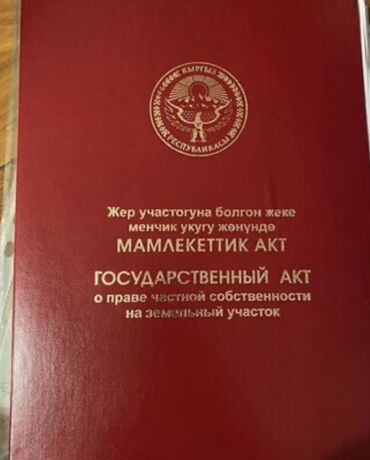 КЫРГЫЗ
РЕСПУБЛИКАСЫ
Жер участогуна болгон жеке
менчик укугу жөнүндө
МАМЛЕКЕТТИК АКТ
ГОСУДАРСТВЕННЫЙ АКТ
о праве частной собственности
на земельный участок